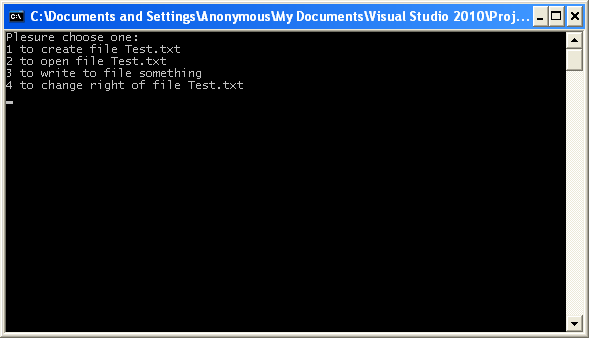 C:\Documents and Settings\Anonymous\My Documents\Visual Studio 2010\Proj...
Plesure choose one:
1 to create file Test.txt
2 to open file Test.txt
3 to write to file something
4 to change right of file Test.txt